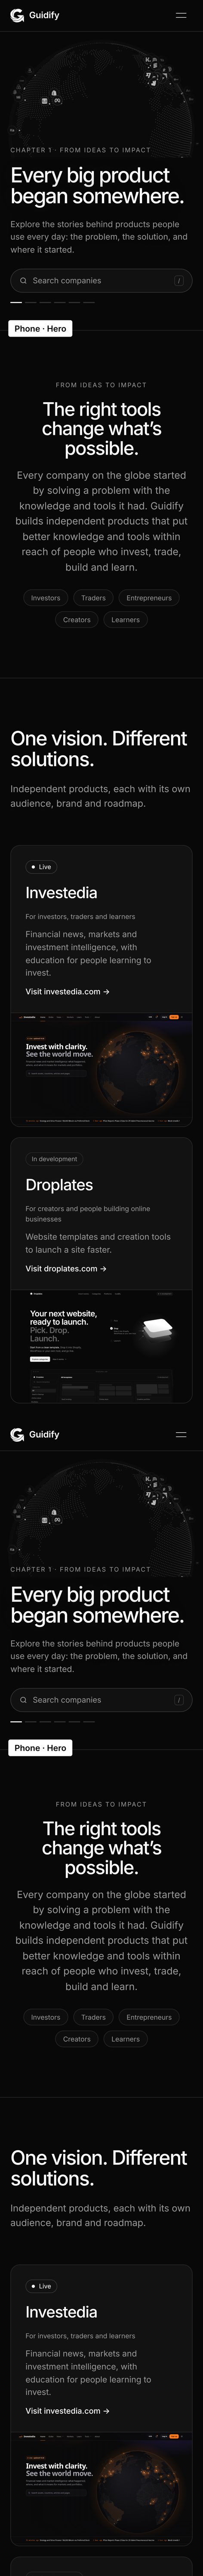 Guidify
CHAPTER 1 · FROM IDEAS TO IMPACT
Every big product
began somewhere.
Explore the stories behind products people
use every day: the problem, the solution, and
where it started.
Search companies
/
Phone · Hero
FROM IDEAS TO IMPACT
The right tools
change what's
possible.
Every company on the globe started
by solving a problem with the
knowledge and tools it had. Guidify
builds independent products that put
better knowledge and tools within
reach of people who invest, trade,
build and learn.
Investors
Traders
Entrepreneurs
Creators
Learners
One vision. Different
solutions.
Independent products, each with its own
audience, brand and roadmap.
Live
Investedia
For investors, traders and learners
Financial news, markets and
investment intelligence, with
education for people learning to
invest.
Visit investedia.com →
Invest with clarity.
See the world move.
In development
Droplates
For creators and people building online
businesses
Website templates and creation tools
to launch a site faster.
Visit droplates.com →
Your next website,
ready to launch.
Pick. Drop.
Launch.
Guidify
CHAPTER 1 · FROM IDEAS TO IMPACT
Every big product
began somewhere.
Explore the stories behind products people
use every day: the problem, the solution, and
where it started.
Search companies
/
Phone · Hero
FROM IDEAS TO IMPACT
The right tools
change what's
possible.
Every company on the globe started
by solving a problem with the
knowledge and tools it had. Guidify
builds independent products that put
better knowledge and tools within
reach of people who invest, trade,
build and learn.
Investors
Traders
Entrepreneurs
Creators
Learners
One vision. Different
solutions.
Independent products, each with its own
audience, brand and roadmap.
Live
Investedia
For investors, traders and learners
Financial news, markets and
investment intelligence, with
education for people learning to
invest.
Visit investedia.com →
Invest with clarity.
See the world move.